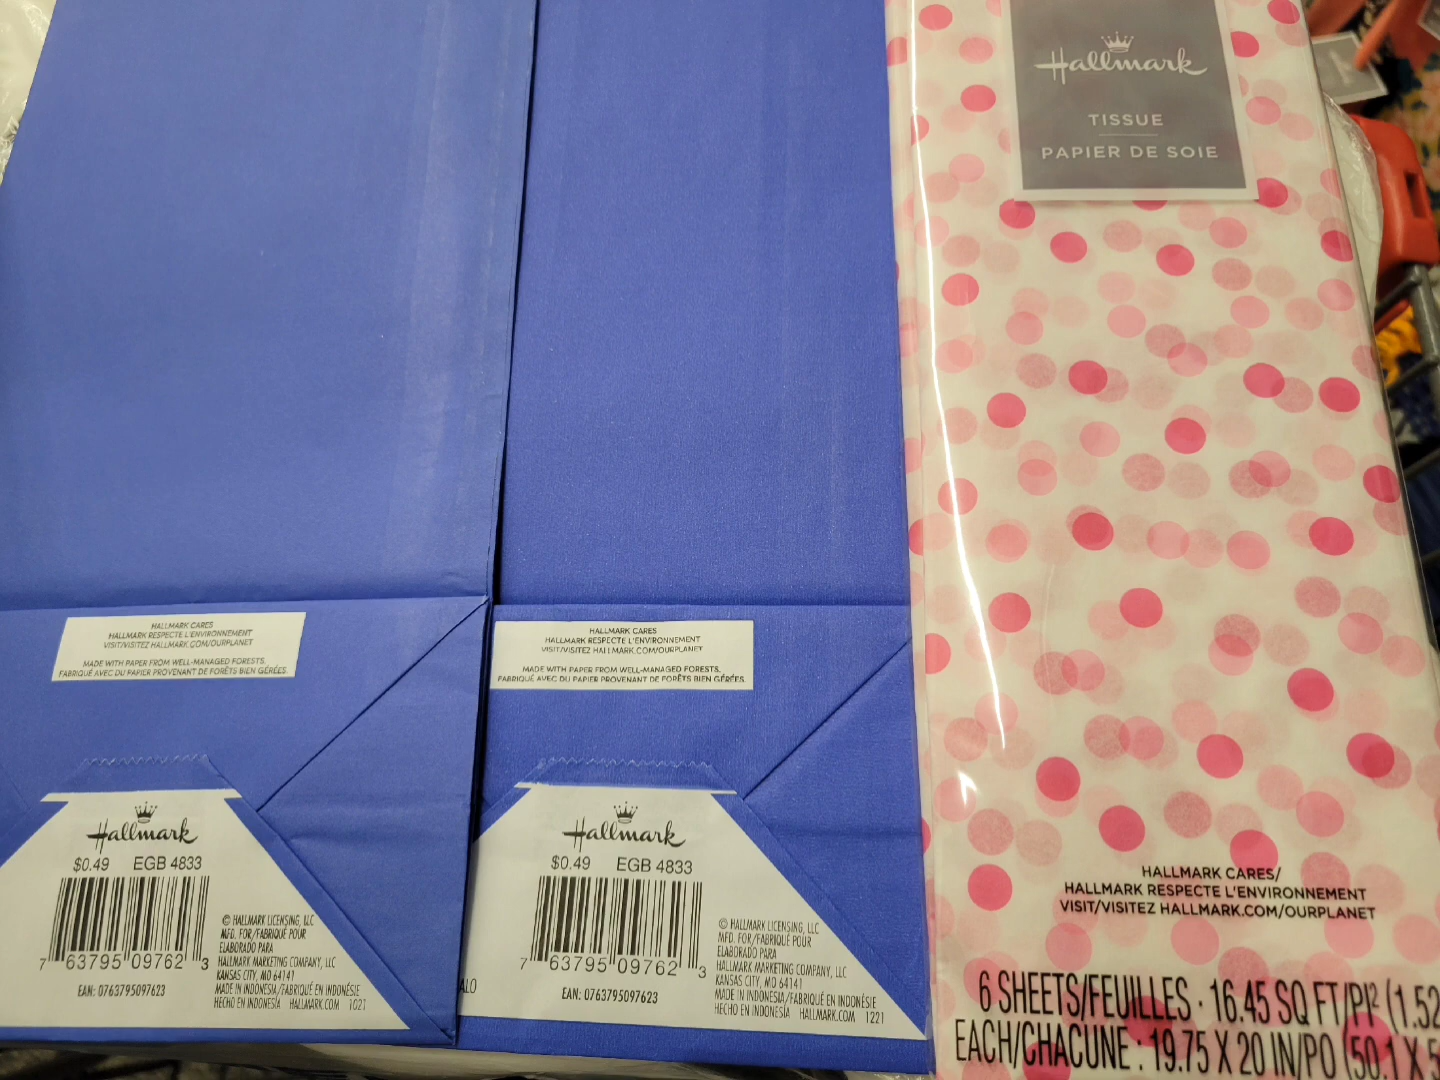 Hallmark
TISSUE
PAPIER DE SOIE
HALLMARK CARES
HALLMARK RESPECTE L'ENVIRONNEMENT
VISIT/VISITEZ HALLMARK.COM/OURPLANET
MADE WITH PAPER FROM WELL-MANAGED FORESTS.
FABRIQUÉ AVEC DU PAPIER PROVENANT DE FORÊTS BIEN GÉRÉES.
Hallmark
$0.49 EGB 4833
7 63795 09762 3
EAN: 0763795097623
© HALLMARK LICENSING, LLC
MFD. FOR/FABRIQUÉ POUR
ELABORADO PARA
HALLMARK MARKETING COMPANY, LLC
KANSAS CITY, MO 64141
MADE IN INDONESIA/FABRIQUÉ EN INDONÉSIE
HECHO EN INDONESIA HALLMARK.COM 1021
HALLMARK CARES
HALLMARK RESPECTE L'ENVIRONNEMENT
VISIT/VISITEZ HALLMARK.COM/OURPLANET
MADE WITH PAPER FROM WELL-MANAGED FORESTS.
FABRIQUÉ AVEC DU PAPIER PROVENANT DE FORÊTS BIEN GÉRÉES.
Hallmark
$0.49 EGB 4833
7 63795 09762 3
EAN: 0763795097623
© HALLMARK LICENSING, LLC
MFD. FOR/FABRIQUÉ POUR
ELABORADO PARA
HALLMARK MARKETING COMPANY, LLC
KANSAS CITY, MO 64141
MADE IN INDONESIA/FABRIQUÉ EN INDONÉSIE
HECHO EN INDONESIA HALLMARK.COM 1221
ALO
HALLMARK CARES/
HALLMARK RESPECTE L'ENVIRONNEMENT
VISIT/VISITEZ HALLMARK.COM/OURPLANET
6 SHEETS/FEUILLES · 16.45 SQ FT/PI² (1.52
EACH/CHACUNE : 19.75 X 20 IN/PO (50.1 X 5